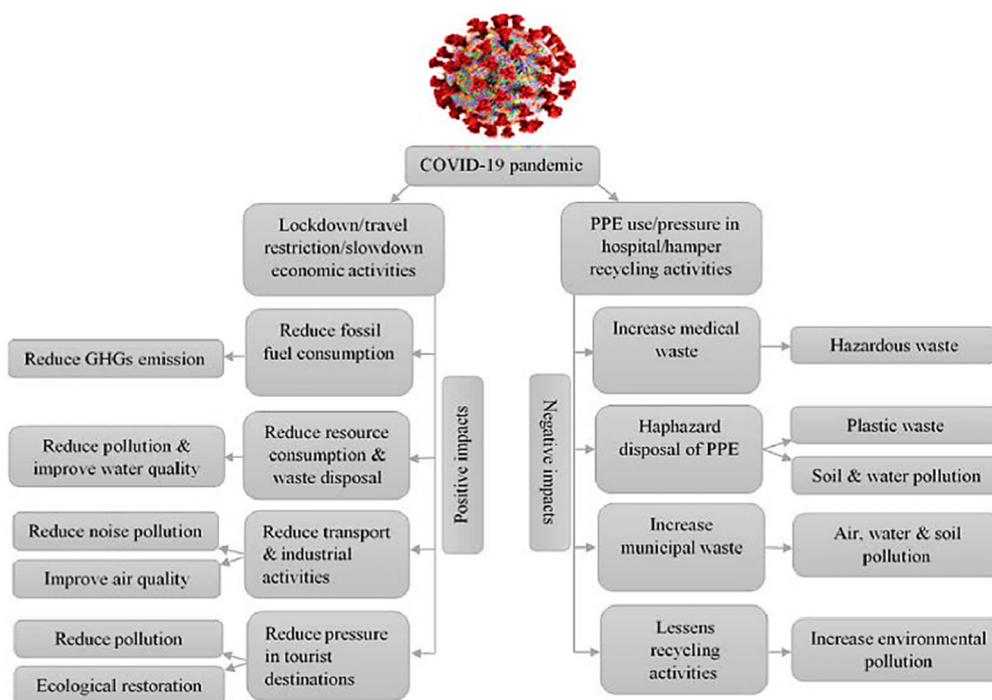 COVID-19 pandemic
Lockdown/travel
restriction/slowdown
economic activities
PPE use/pressure in
hospital/hamper
recycling activities
Positive impacts
Reduce fossil
fuel consumption
Reduce GHGs emission
Reduce resource
consumption &
waste disposal
Reduce pollution &
improve water quality
Reduce transport
& industrial
activities
Reduce noise pollution
Improve air quality
Reduce pressure
in tourist
destinations
Reduce pollution
Ecological restoration
Negative impacts
Increase medical
waste
Hazardous waste
Haphazard
disposal of PPE
Plastic waste
Soil & water pollution
Increase
municipal waste
Air, water & soil
pollution
Lessens
recycling
activities
Increase environmental
pollution